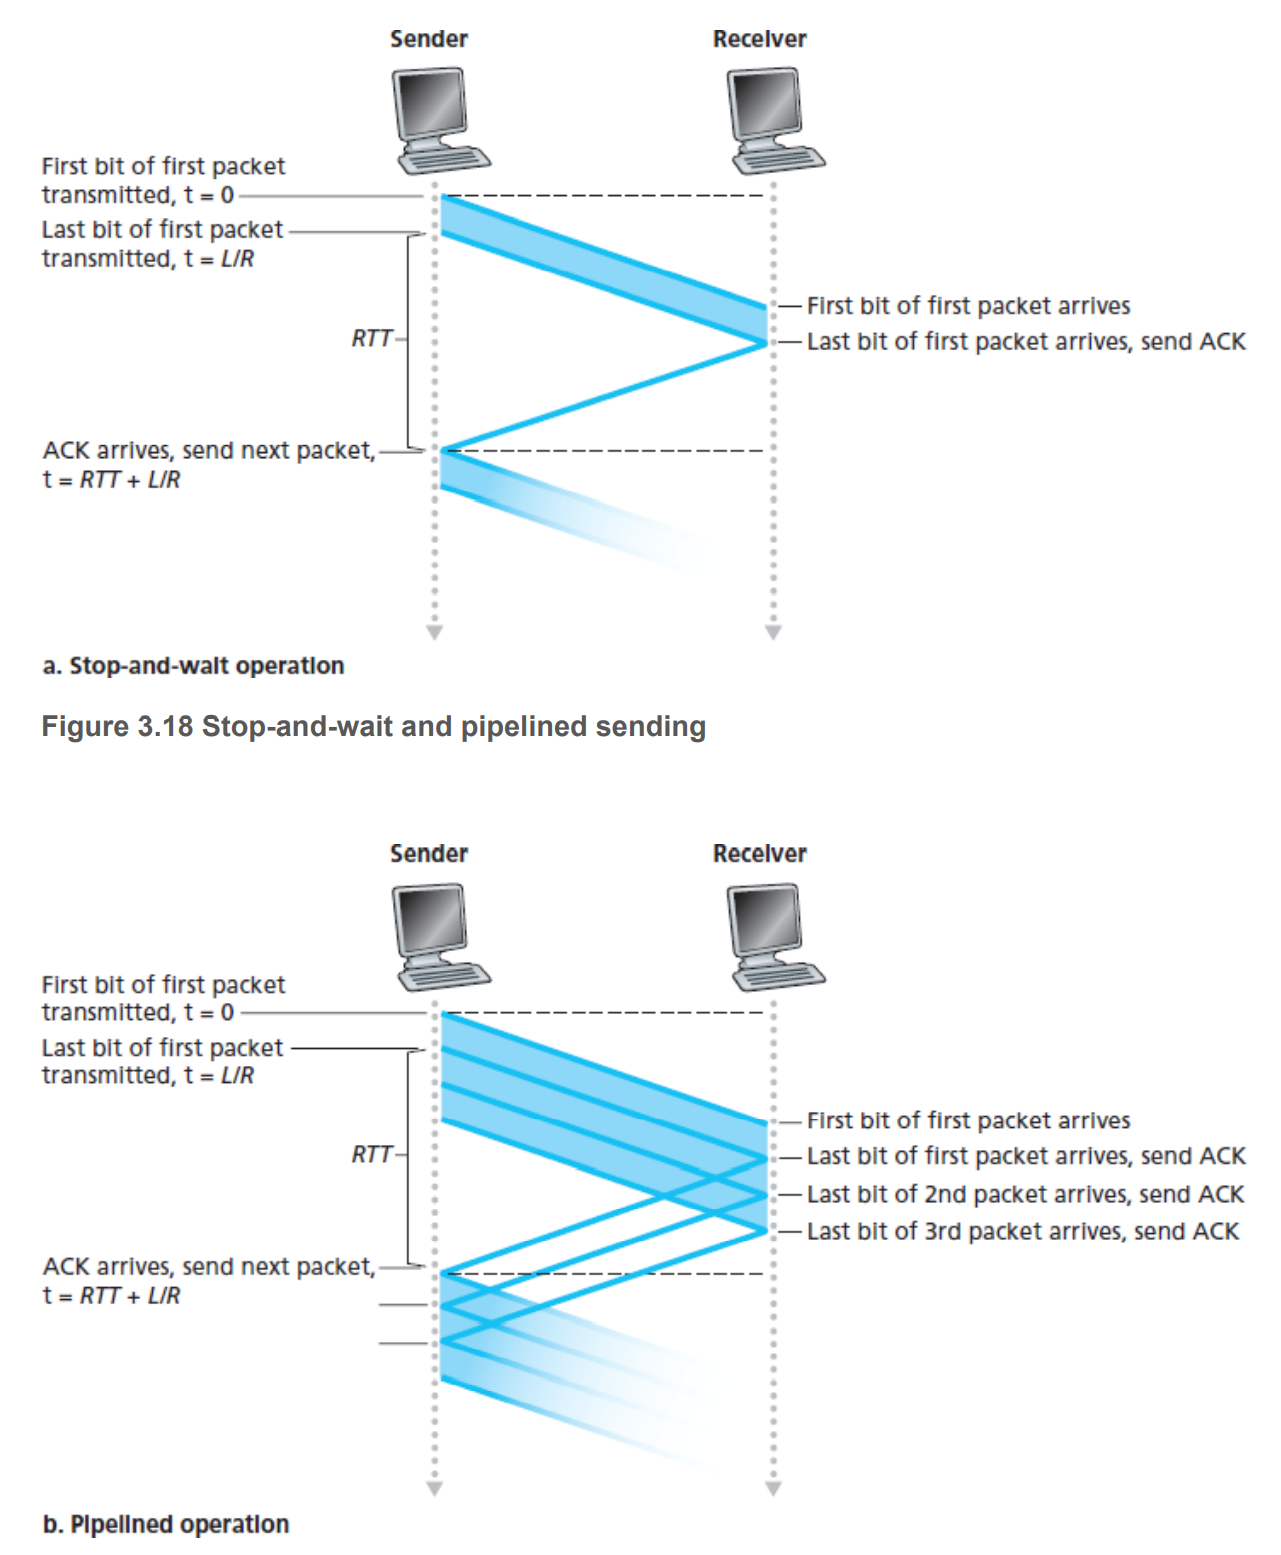 Sender
Receiver
First bit of first packet
transmitted, t = 0
Last bit of first packet
transmitted, t = L/R
First bit of first packet arrives
Last bit of first packet arrives, send ACK
RTT
ACK arrives, send next packet,
t = RTT + L/R
a. Stop-and-wait operation
Figure 3.18 Stop-and-wait and pipelined sending
Sender
Receiver
First bit of first packet
transmitted, t = 0
Last bit of first packet
transmitted, t = L/R
First bit of first packet arrives
RTT
Last bit of first packet arrives, send ACK
Last bit of 2nd packet arrives, send ACK
Last bit of 3rd packet arrives, send ACK
ACK arrives, send next packet,
t = RTT + L/R
b. Pipelined operation